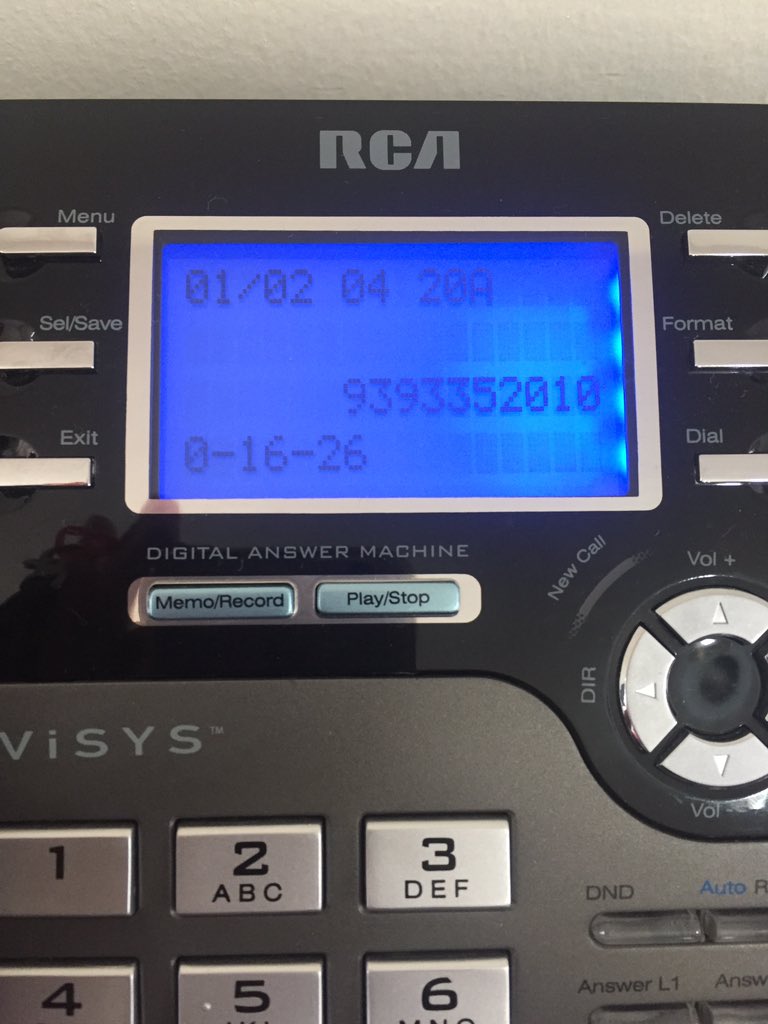 RCA
Menu
Delete
01/02 04 20A
Sel/Save
Format
9393352010
Exit
Dial
0-16-26
DIGITAL ANSWER MACHINE
New Call
Vol +
Memo/Record
Play/Stop
DIR
ViSYS™
Vol -
1
2
3
ABC
DEF
DND
Auto
Answer L1
4
5
6